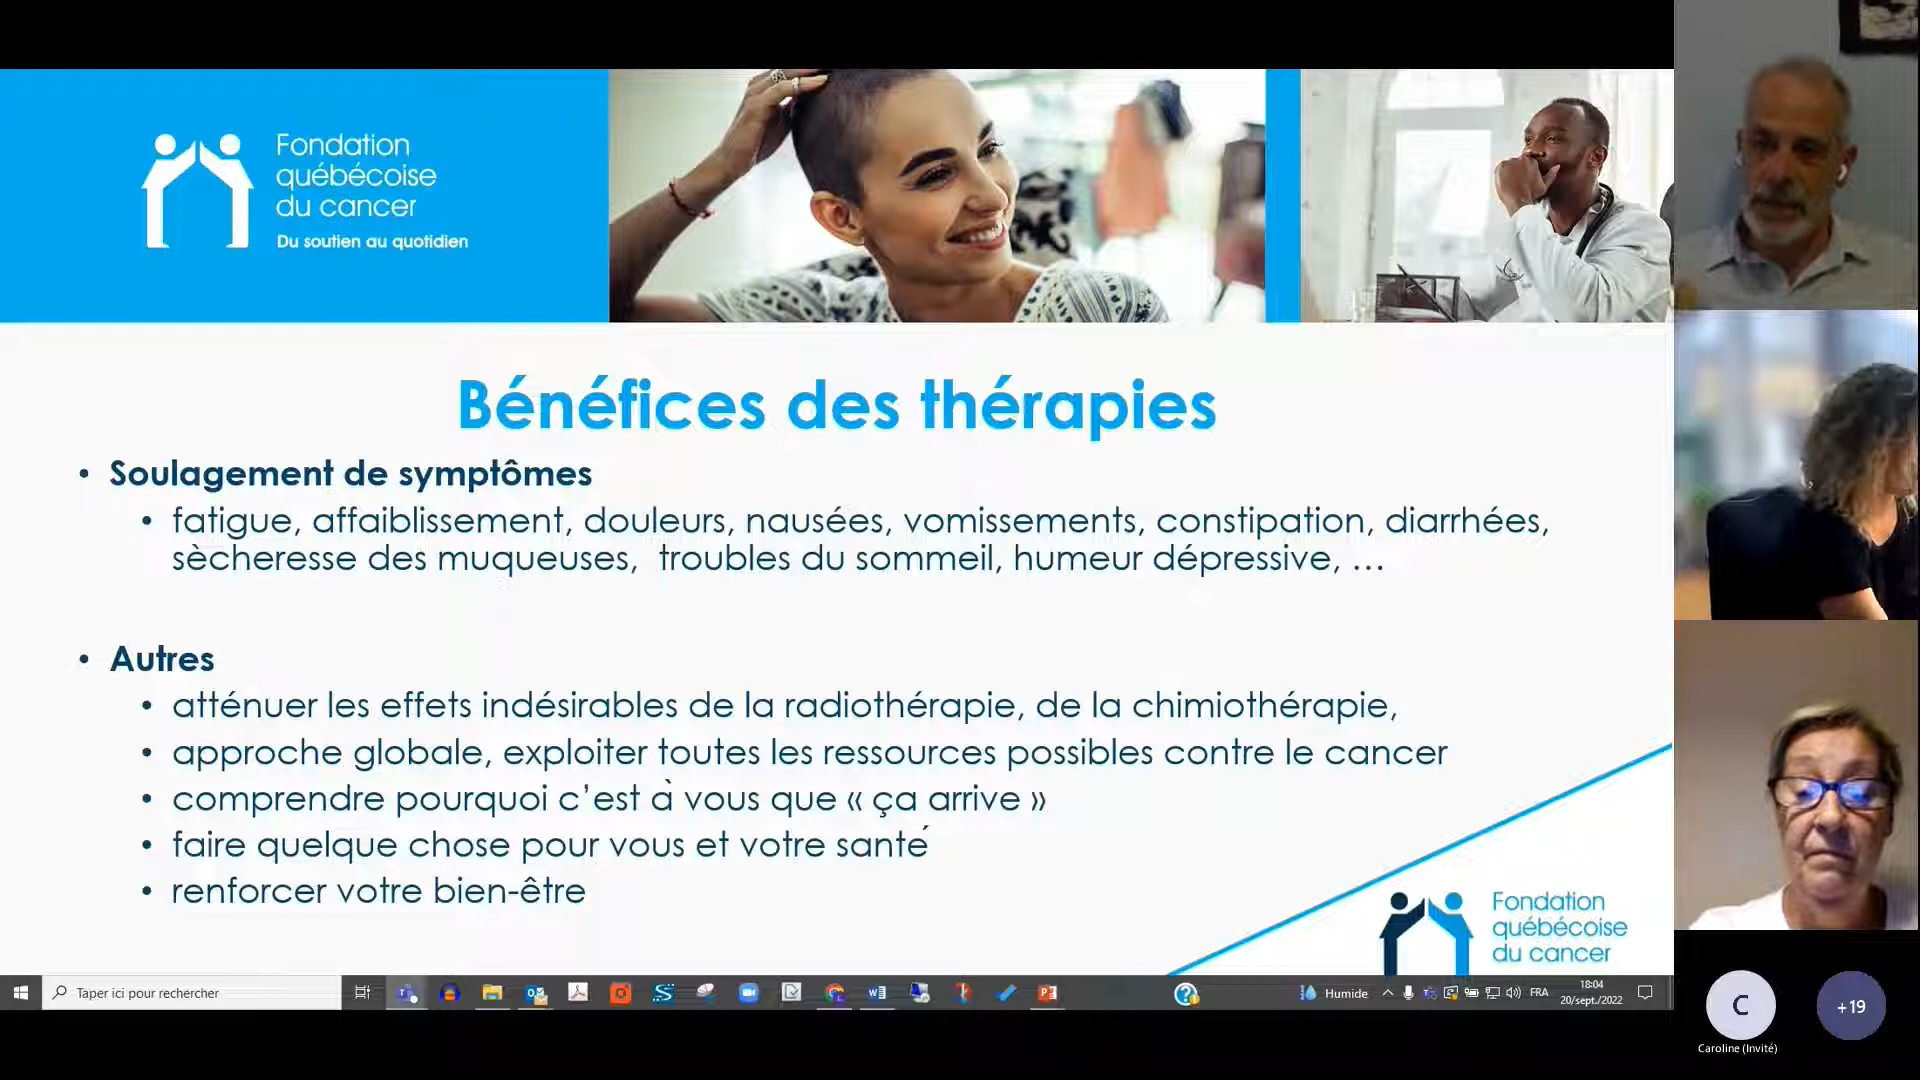 Fondation
québécoise
du cancer
Du soutien au quotidien
Bénéfices des thérapies
• Soulagement de symptômes
• fatigue, affaiblissement, douleurs, nausées, vomissements, constipation, diarrhées,
sècheresse des muqueuses, troubles du sommeil, humeur dépressive, …
• Autres
• atténuer les effets indésirables de la radiothérapie, de la chimiothérapie,
• approche globale, exploiter toutes les ressources possibles contre le cancer
• comprendre pourquoi c’est à vous que « ça arrive »
• faire quelque chose pour vous et votre santé
• renforcer votre bien-être
Fondation
québécoise
du cancer
Taper ici pour rechercher
Humide
FRA
18:04
20/sept./2022
C
+19
Caroline (Invité)